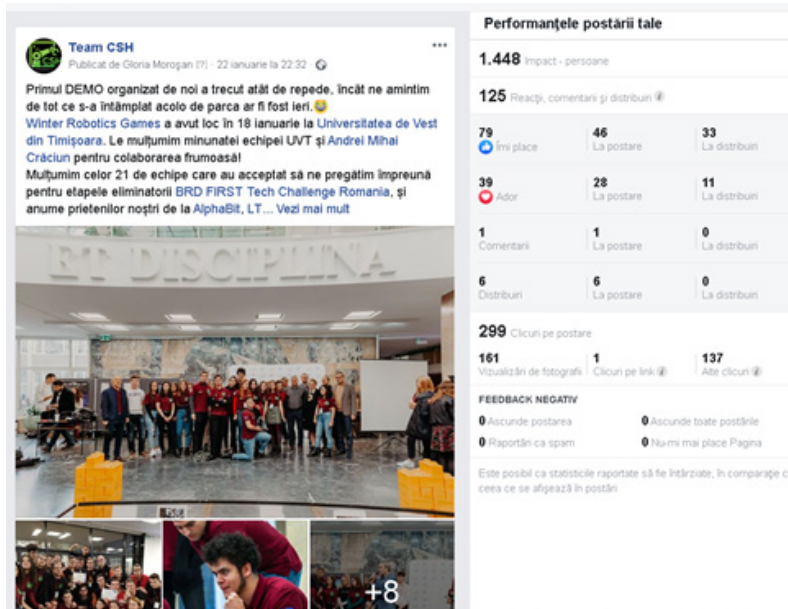 Team CSH
Publicat de Gloria Moroșan [?] · 22 ianuarie la 22:32 ·
Primul DEMO organizat de noi a trecut atât de repede, încât ne amintim
de tot ce s-a întâmplat acolo de parca ar fi fost ieri.😂
Winter Robotics Games a avut loc în 18 ianuarie la Universitatea de Vest
din Timișoara. Le mulțumim minunatei echipei UVT și Andrei Mihai
Crăciun pentru colaborarea frumoasă!
Mulțumim celor 21 de echipe care au acceptat să ne pregătim împreună
pentru etapele eliminatorii BRD FIRST Tech Challenge Romania, și
anume prietenilor noștri de la AlphaBit, LT... Vezi mai mult
ET DISCIPLINA
+8
Performanțele postării tale
1.448 Impact - persoane
125 Reacții, comentarii și distribuiri
79 46 33
Îmi place La postare La distribuiri
39 28 11
Ador La postare La distribuiri
1 1 0
Comentarii La postare La distribuiri
6 6 0
Distribuiri La postare La distribuiri
299 Clicuri pe postare
161 1 137
Vizualizări de fotografii Clicuri pe link Alte clicuri
FEEDBACK NEGATIV
0 Ascunde postarea 0 Ascunde toate postările
0 Raportări ca spam 0 Nu-mi mai place Pagina
Este posibil ca statisticile raportate să fie întârziate, în comparație c
ceea ce se afișează în postări